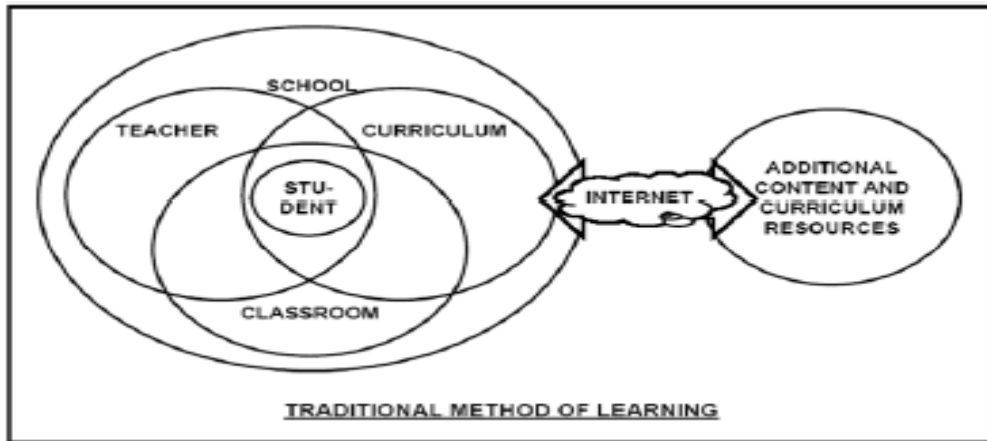 SCHOOL
TEACHER
CURRICULUM
STU-
DENT
CLASSROOM
INTERNET
ADDITIONAL
CONTENT AND
CURRICULUM
RESOURCES
TRADITIONAL METHOD OF LEARNING